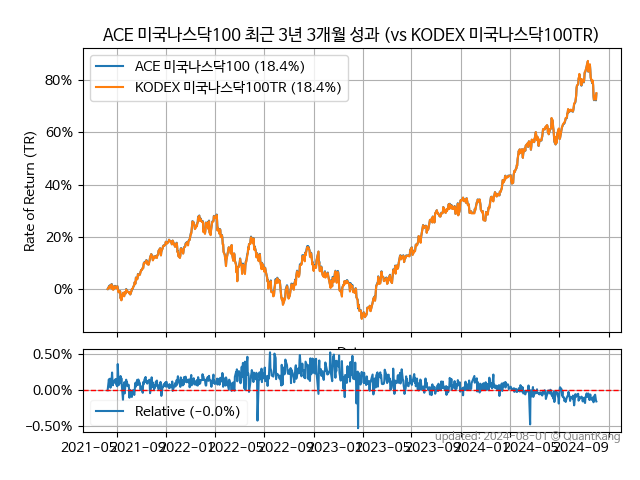 ACE 미국나스닥100 최근 3년 3개월 성과 (vs KODEX 미국나스닥100TR)
ACE 미국나스닥100 (18.4%)
KODEX 미국나스닥100TR (18.4%)
Rate of Return (TR)
80%
60%
40%
20%
0%
0.50%
0.00%
−0.50%
Relative (−0.0%)
2021-05 2021-09 2022-01 2022-05 2022-09 2023-01 2023-05 2023-09 2024-01 2024-05 2024-09
updated: 2024-08-01 © QuantKang